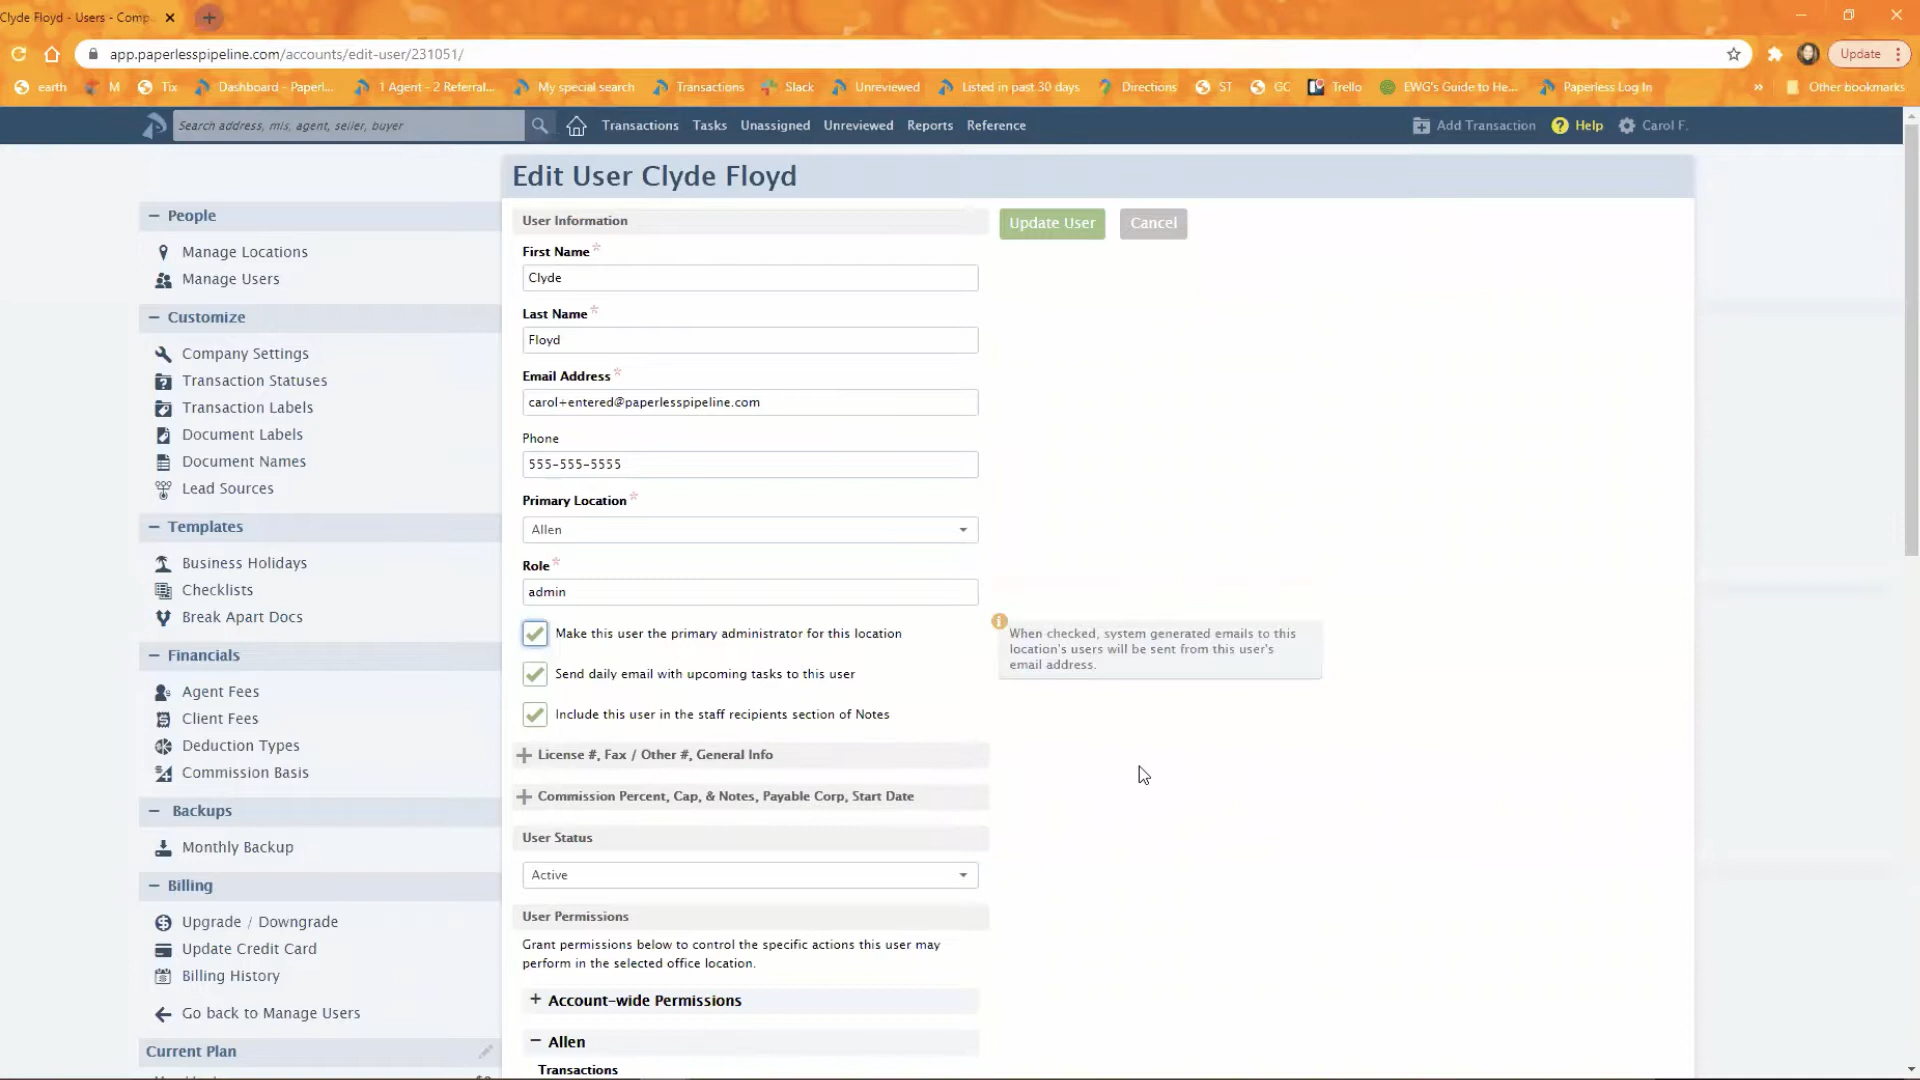 Clyde Floyd - Users - Comp
app.paperlesspipeline.com/accounts/edit-user/231051/
Update
earth
M
Tix
Dashboard - Paperl...
1 Agent - 2 Referral...
My special search
Transactions
Slack
Unreviewed
Listed in past 30 days
Directions
ST
GC
Trello
EWG's Guide to He...
Paperless Log In
»
Other bookmarks
Search address, mls, agent, seller, buyer
Transactions
Tasks
Unassigned
Unreviewed
Reports
Reference
Add Transaction
Help
Carol F.
People
Manage Locations
Manage Users
Customize
Company Settings
Transaction Statuses
Transaction Labels
Document Labels
Document Names
Lead Sources
Templates
Business Holidays
Checklists
Break Apart Docs
Financials
Agent Fees
Client Fees
Deduction Types
Commission Basis
Backups
Monthly Backup
Billing
Upgrade / Downgrade
Update Credit Card
Billing History
Go back to Manage Users
Current Plan
Edit User Clyde Floyd
User Information
Update User
Cancel
First Name *
Clyde
Last Name *
Floyd
Email Address *
carol+entered@paperlesspipeline.com
Phone
555-555-5555
Primary Location *
Allen
Role *
admin
Make this user the primary administrator for this location
When checked, system generated emails to this
location's users will be sent from this user's
email address.
Send daily email with upcoming tasks to this user
Include this user in the staff recipients section of Notes
License #, Fax / Other #, General Info
Commission Percent, Cap, & Notes, Payable Corp, Start Date
User Status
Active
User Permissions
Grant permissions below to control the specific actions this user may
perform in the selected office location.
Account-wide Permissions
Allen
Transactions